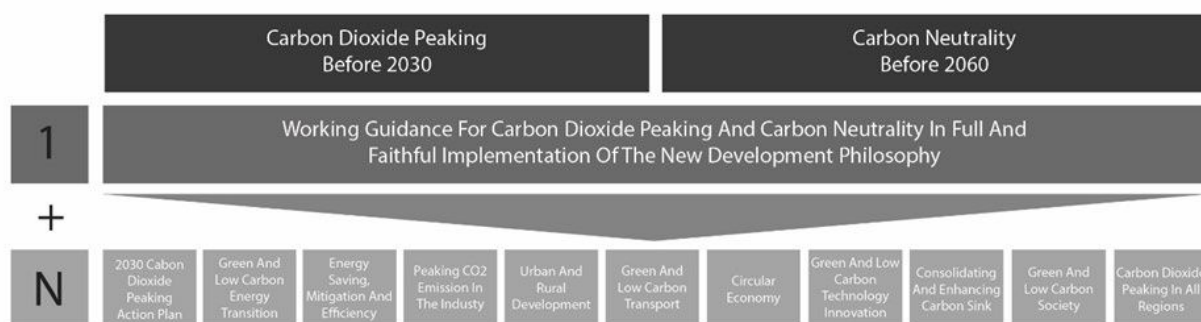 Carbon Dioxide Peaking
Before 2030
Carbon Neutrality
Before 2060
1
Working Guidance For Carbon Dioxide Peaking And Carbon Neutrality In Full And
Faithful Implementation Of The New Development Philosophy
+
N
2030 Cabon
Dioxide
Peaking
Action Plan
Green And
Low Carbon
Energy
Transition
Energy
Saving,
Mitigation And
Efficiency
Peaking CO2
Emission In
The Industy
Urban And
Rural
Development
Green And
Low Carbon
Transport
Circular
Economy
Green And Low
Carbon
Technology
Innovation
Consolidating
And Enhancing
Carbon Sink
Green And
Low Carbon
Society
Carbon Dioxide
Peaking In All
Regions